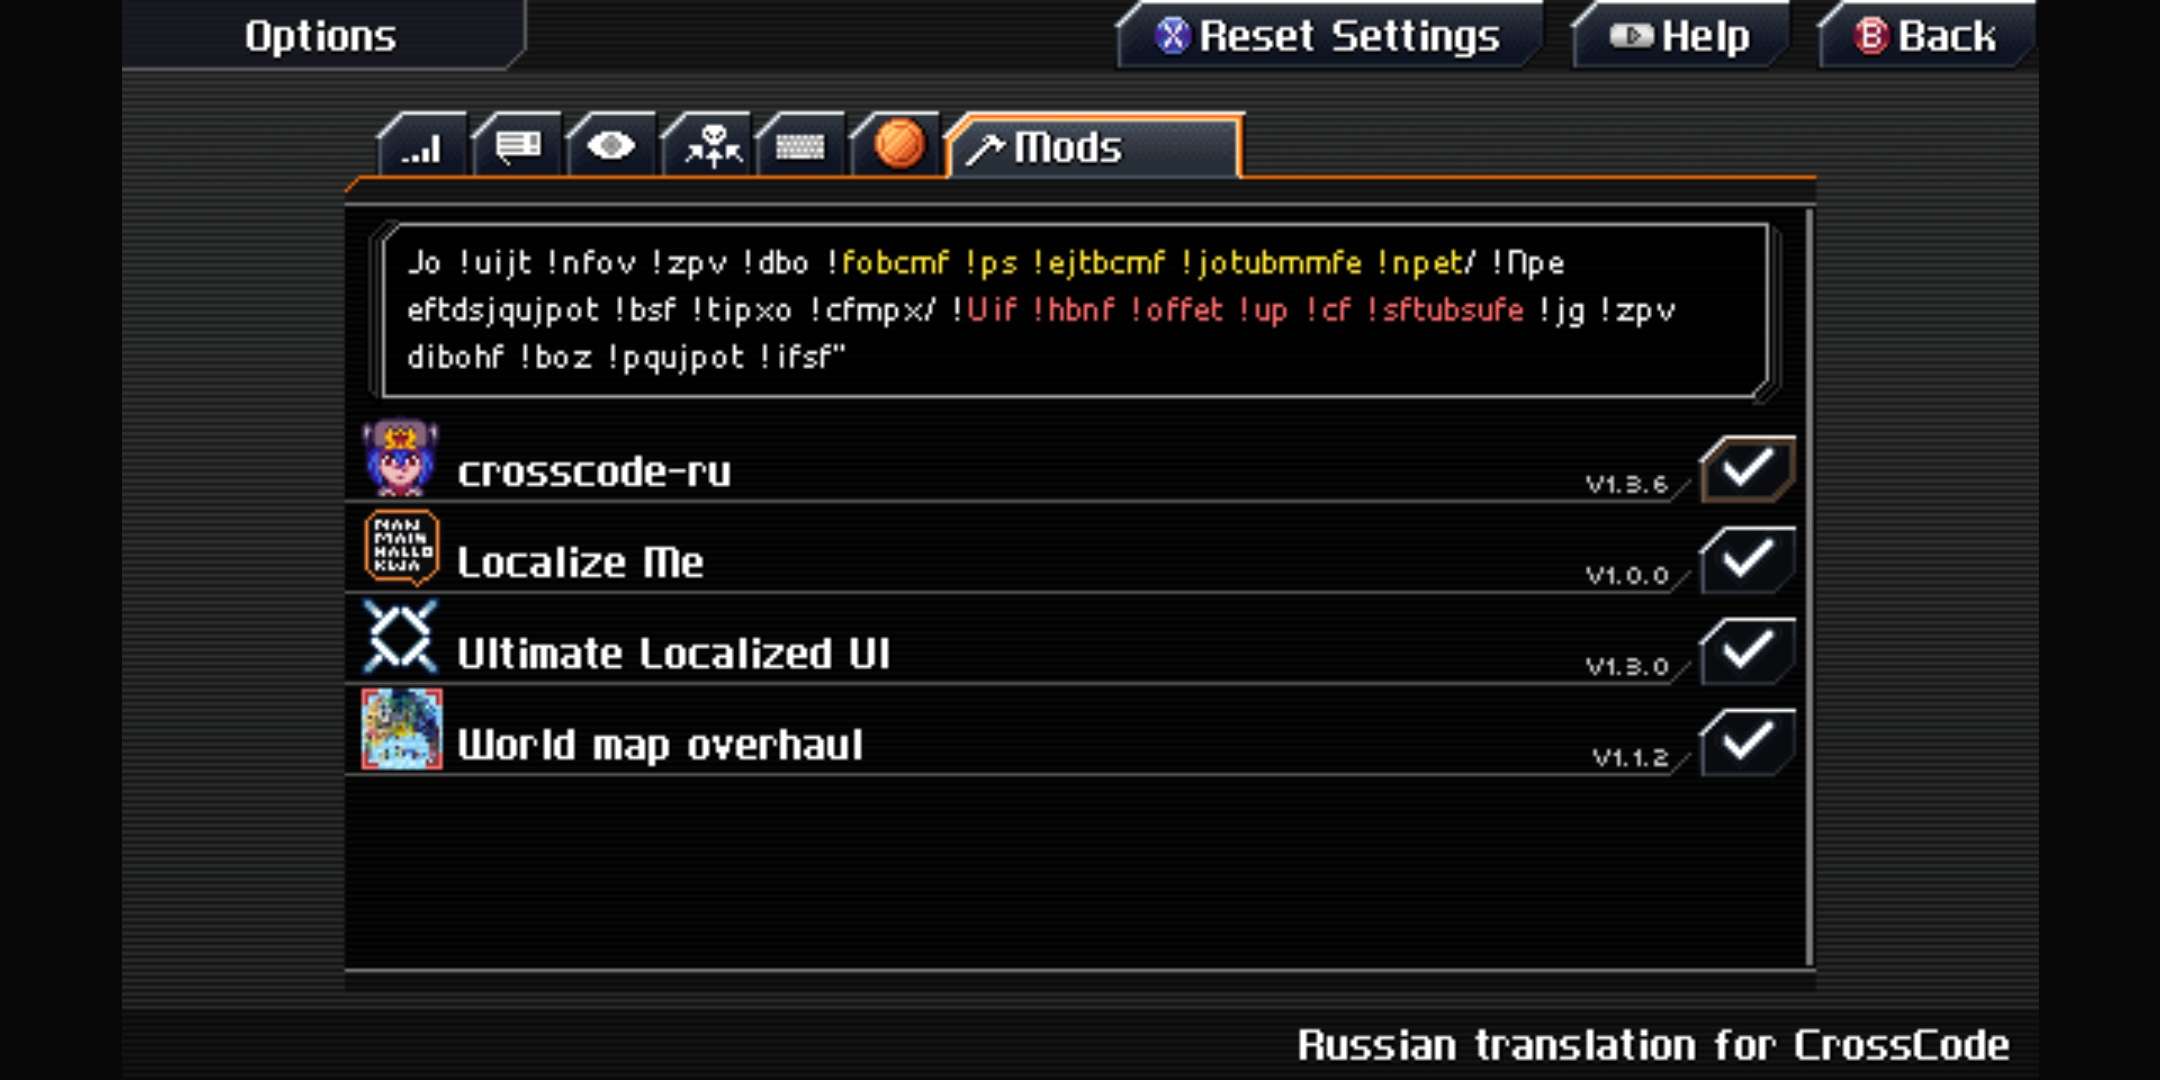 Options
Reset Settings
Help
Back
Mods
Jo !uijt !nfov !zpv !dbo !fobcmf !ps !ejtbcmf !jotubmmfe !npet/ !Npe
eftdsjqujpot !bsf !tipxo !cfmpx/ !Uif !hbnf !offet !up !cf !sftubsufe !jg !zpv
dibohf !boz !pqujpot !ifsf"
crosscode-ru
V1.3.6
Localize Me
V1.0.0
Ultimate Localized UI
V1.3.0
World map overhaul
V1.1.2
Russian translation for CrossCode